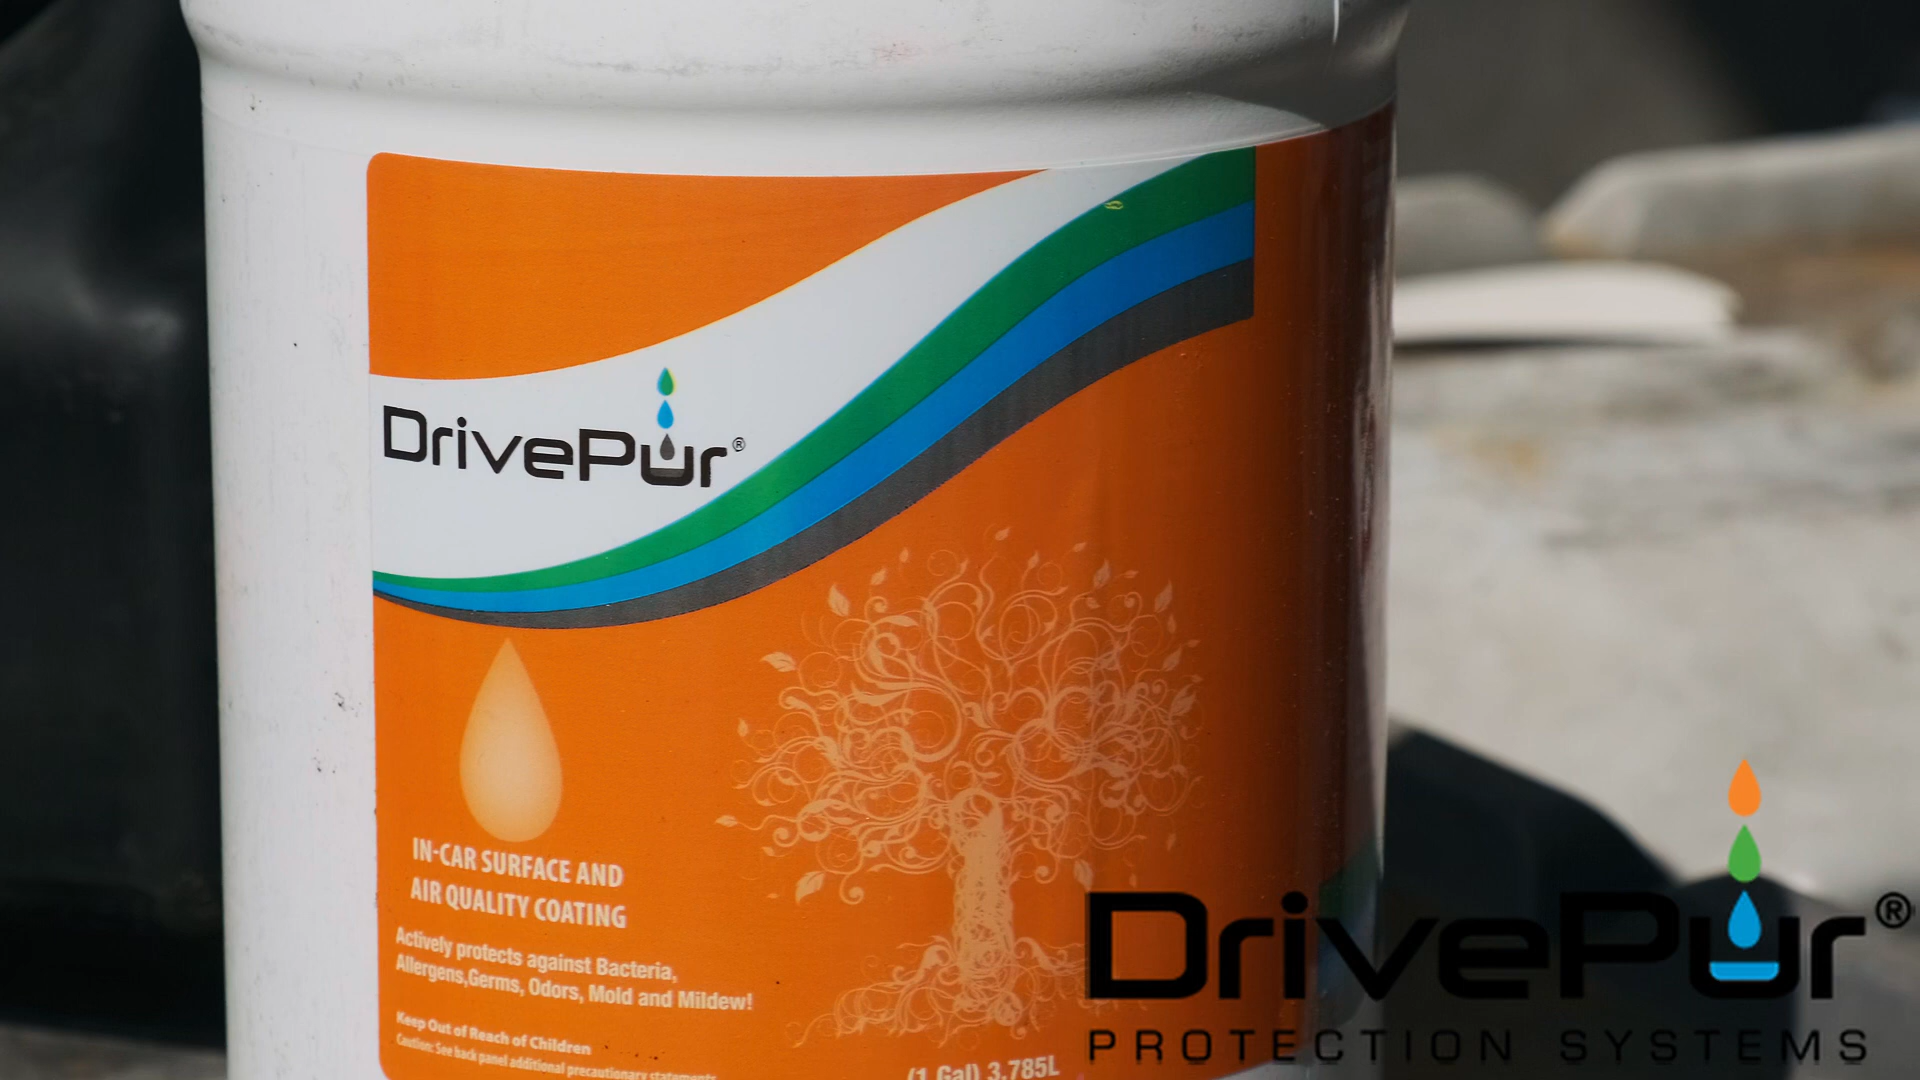 DrivePur®
IN-CAR SURFACE AND
AIR QUALITY COATING
Actively protects against Bacteria,
Allergens,Germs, Odors, Mold and Mildew!
Keep Out of Reach of Children
Caution: See back panel additional precautionary statements
(1 Gal) 3.785L
DrivePur®
PROTECTION SYSTEMS